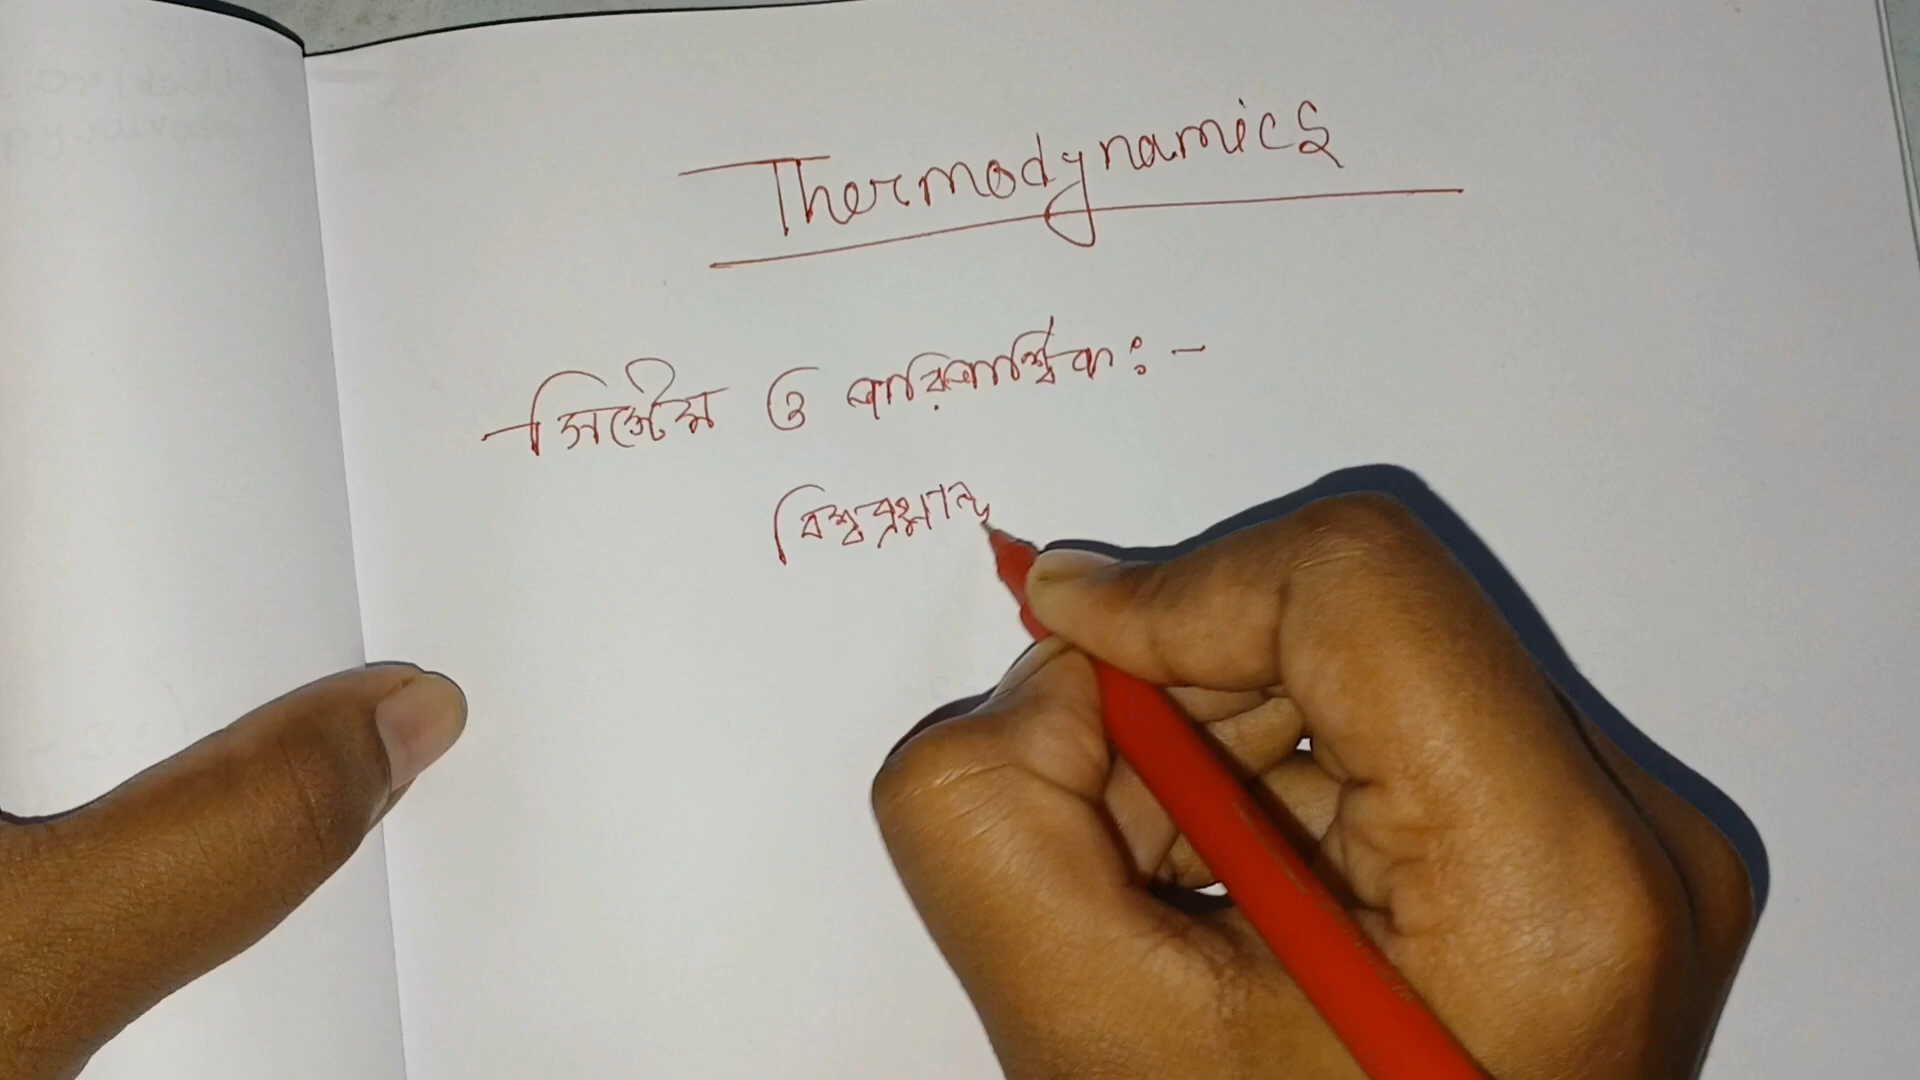 Thermodynamics
সিস্টেম ও পারিপার্শ্বিক ঃ -
বিশ্বব্রহ্মান্ড